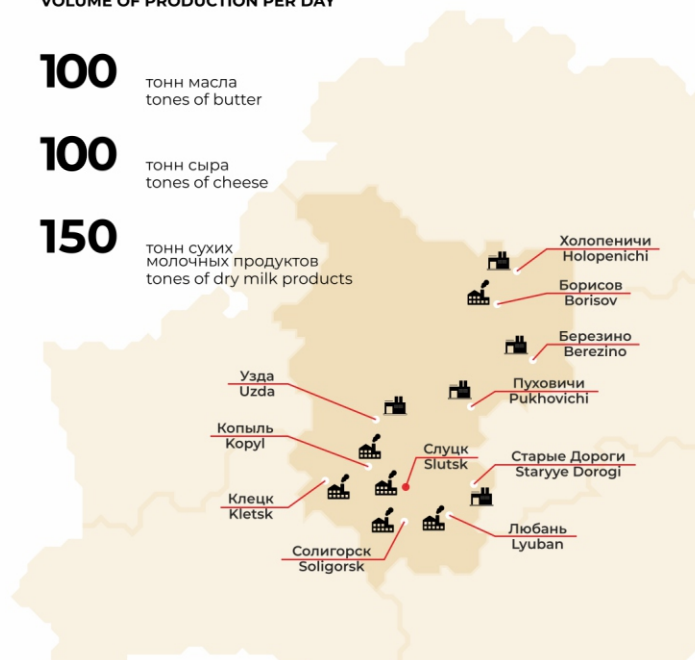 VOLUME OF PRODUCTION PER DAY
100
тонн масла
tones of butter
100
тонн сыра
tones of cheese
150
тонн сухих
молочных продуктов
tones of dry milk products
Холопеничи
Holopenichi
Борисов
Borisov
Березино
Berezino
Пуховичи
Pukhovichi
Узда
Uzda
Копыль
Kopyl
Слуцк
Slutsk
Старые Дороги
Staryye Dorogi
Клецк
Kletsk
Любань
Lyuban
Солигорск
Soligorsk